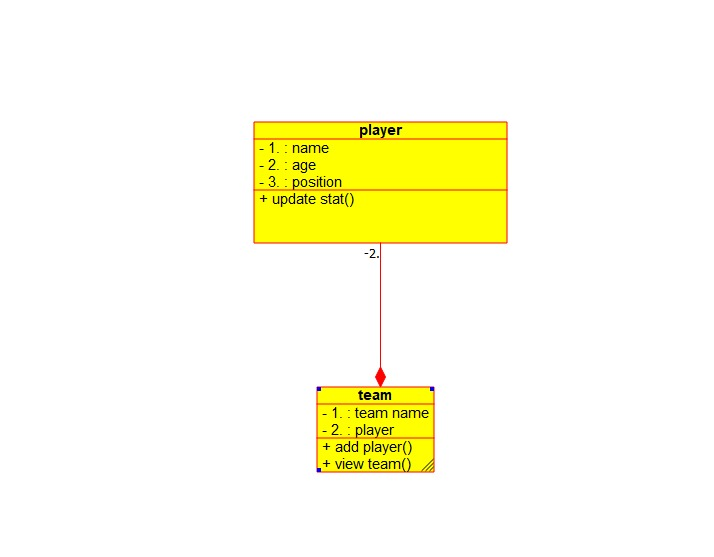 player
- 1. : name
- 2. : age
- 3. : position
+ update stat()
-2.
team
- 1. : team name
- 2. : player
+ add player()
+ view team()